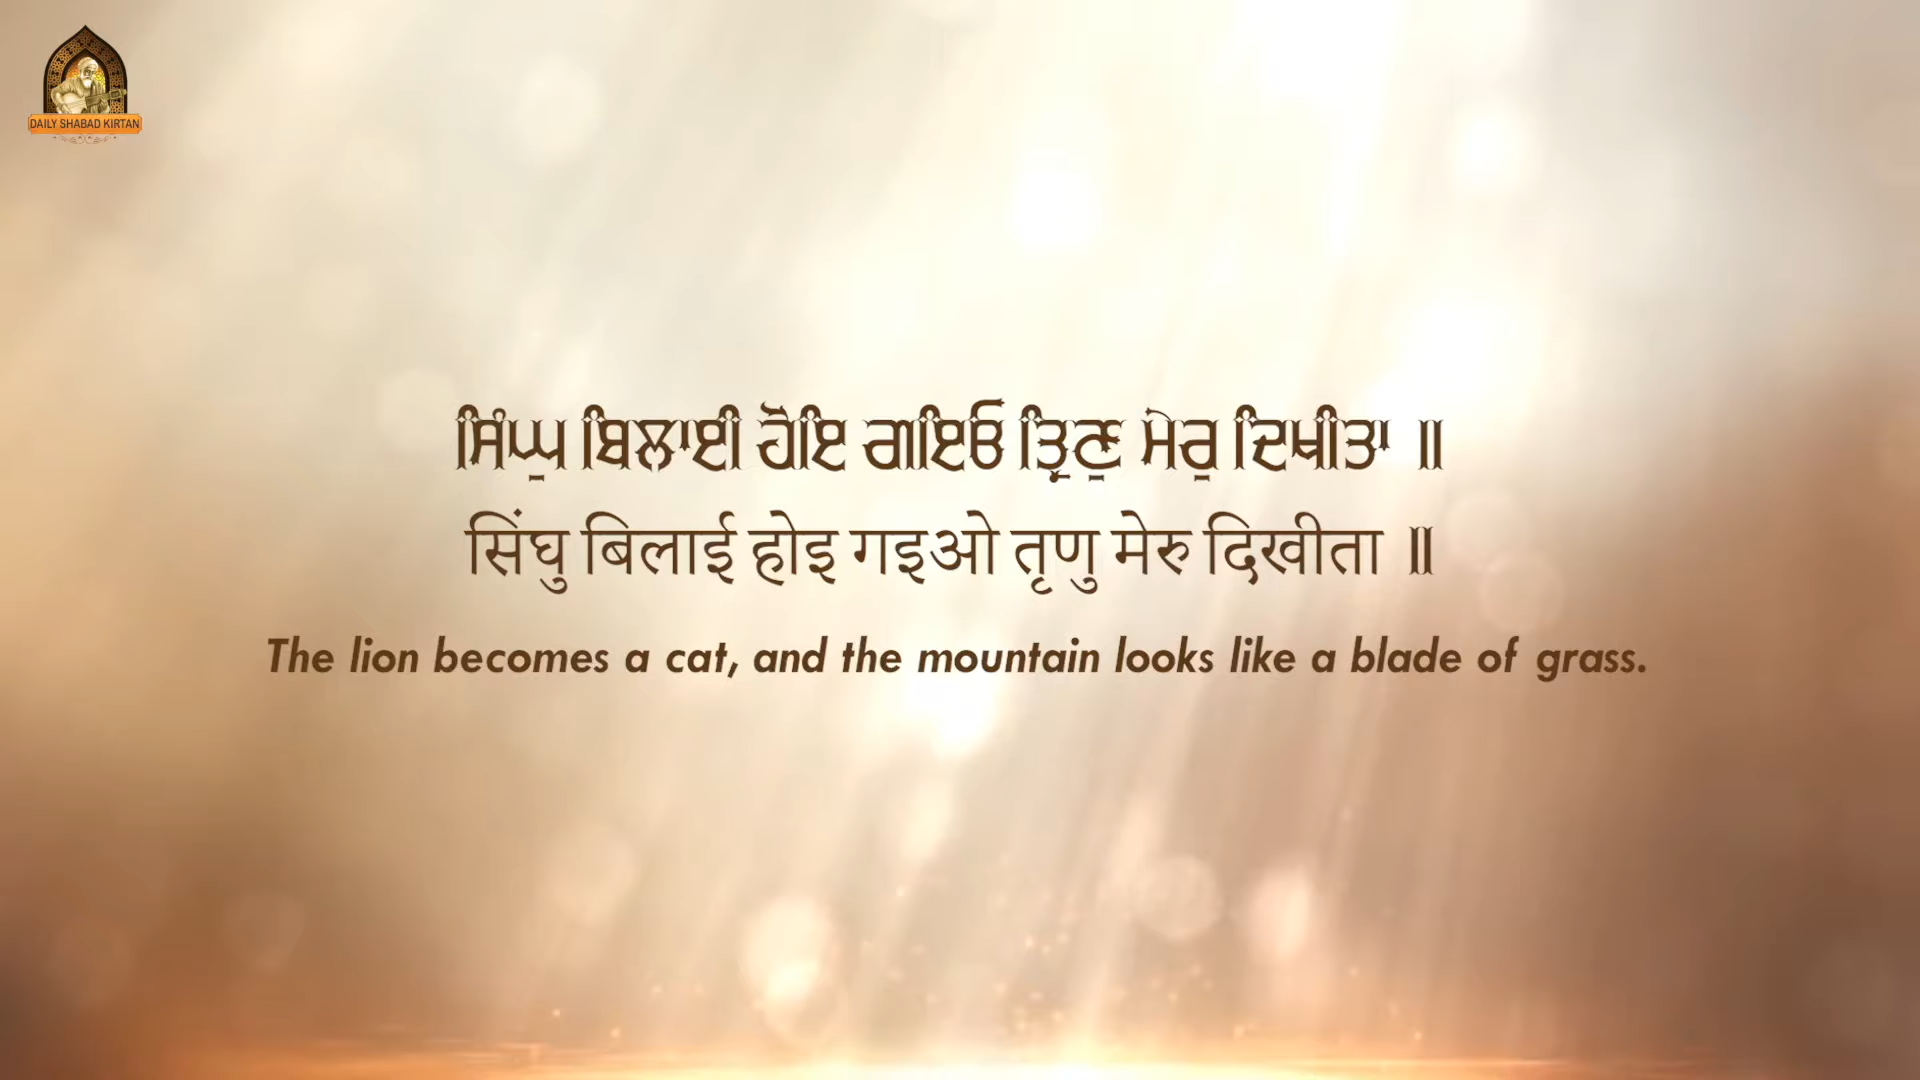 DAILY SHABAD KIRTAN
ਸਿੰਘੁ ਬਿਲਾਈ ਹੋਇ ਗਇਓ ਤ੍ਰਿਣੁ ਮੇਰੁ ਦਿਖੀਤਾ ॥
सिंघु बिलाई होइ गइओ तृणु मेरु दिखीता ॥
The lion becomes a cat, and the mountain looks like a blade of grass.